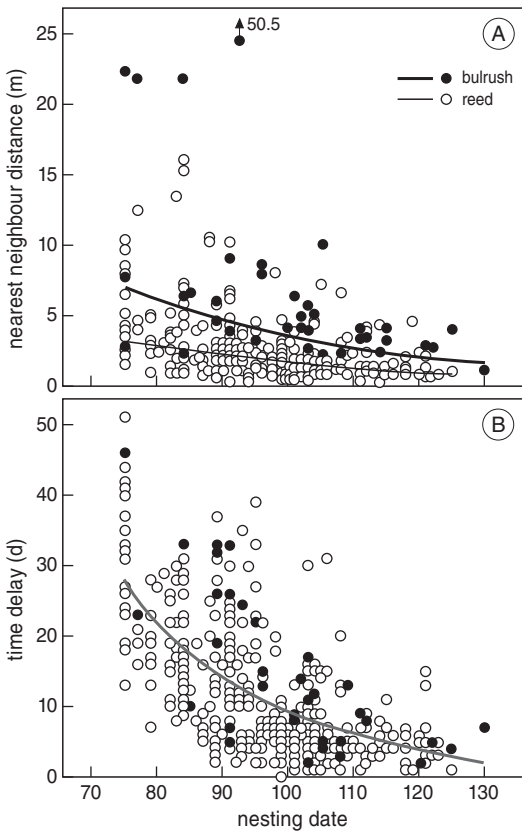 50.5
A
25
20
15
10
5
0
nearest neighbour distance (m)
bulrush
reed
B
50
40
30
20
10
0
time delay (d)
70 80 90 100 110 120 130
nesting date